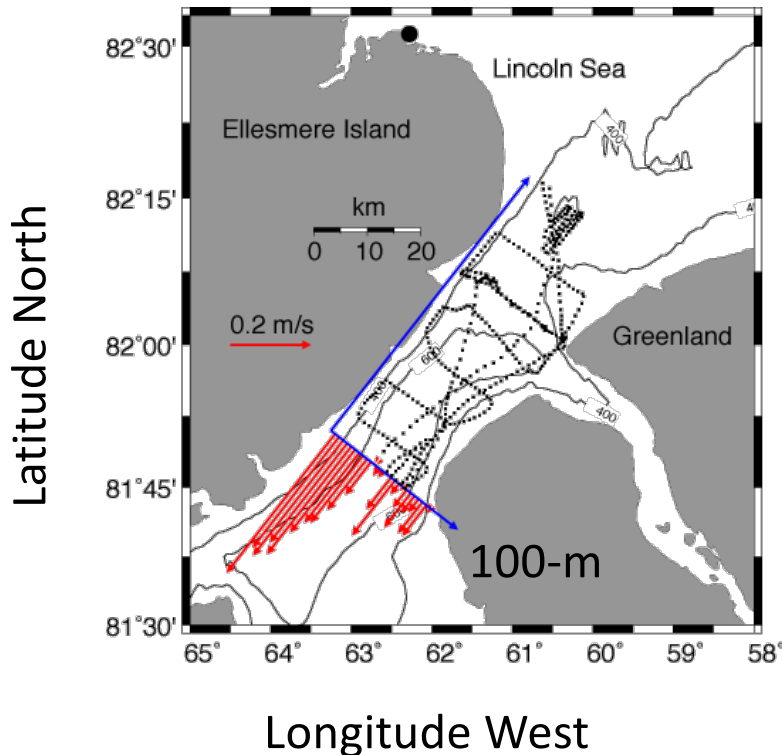 82°30'
Lincoln Sea
Ellesmere Island
400
82°15'
km
0 10 20
4
0.2 m/s
Greenland
82°00'
600
400
81°45'
100-m
81°30'
65° 64° 63° 62° 61° 60° 59° 58°
Latitude North
Longitude West